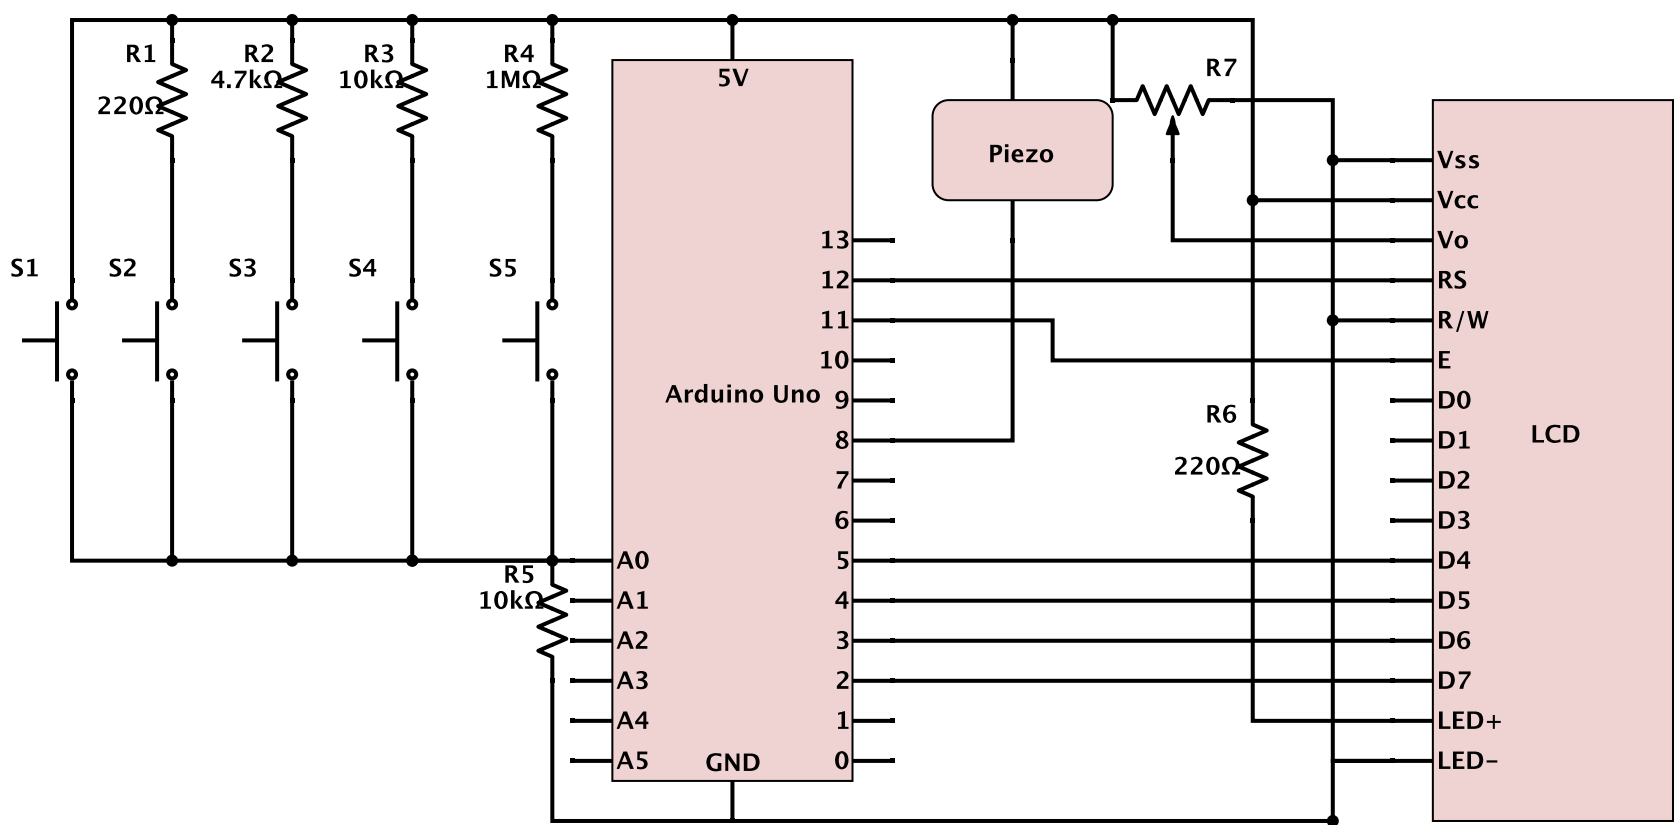 R1
220Ω
R2
4.7kΩ
R3
10kΩ
R4
1MΩ
S1
S2
S3
S4
S5
R5
10kΩ
5V
Arduino Uno
GND
A0
A1
A2
A3
A4
A5
13
12
11
10
9
8
7
6
5
4
3
2
1
0
Piezo
R7
R6
220Ω
Vss
Vcc
Vo
RS
R/W
E
D0
D1
D2
D3
D4
D5
D6
D7
LED+
LED-
LCD